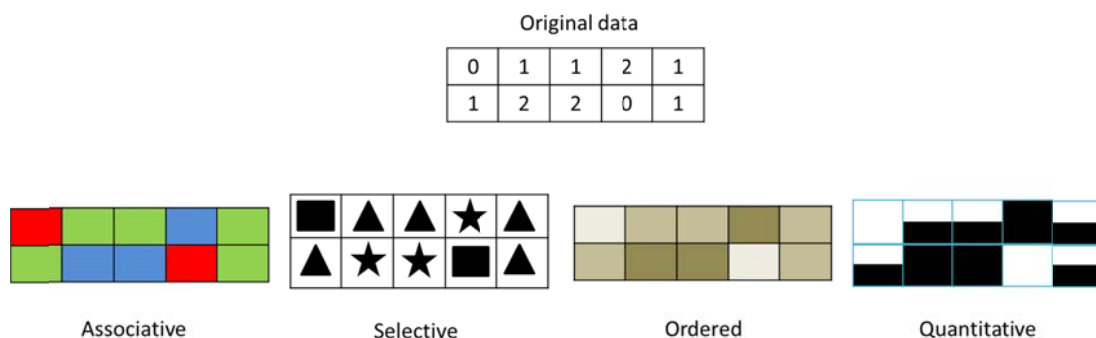 Original data
0 1 1 2 1
1 2 2 0 1
Associative Selective Ordered Quantitative